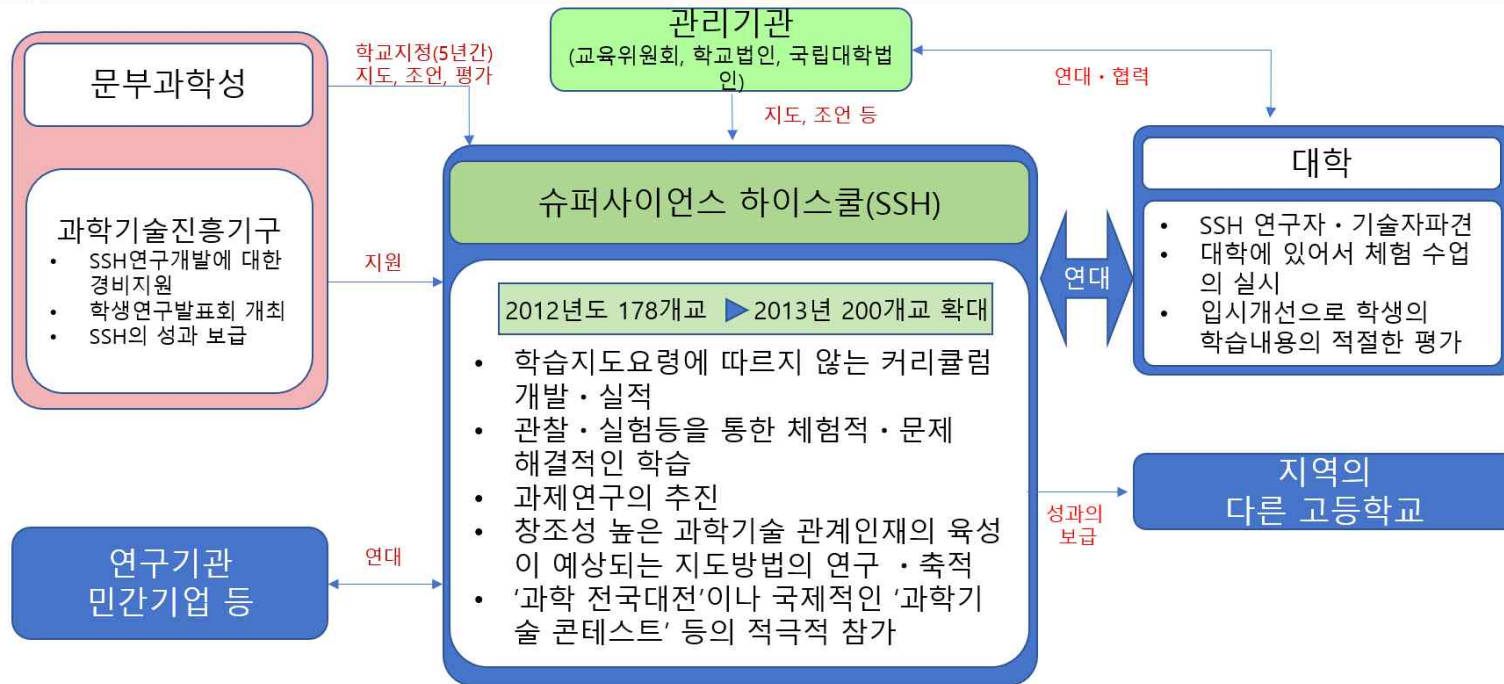 관리기관
(교육위원회, 학교법인, 국립대학법
인)
문부과학성
학교지정(5년간)
지도, 조언, 평가
연대・협력
지도, 조언 등
과학기술진흥기구
• SSH연구개발에 대한
경비지원
• 학생연구발표회 개최
• SSH의 성과 보급
지원
슈퍼사이언스 하이스쿨(SSH)
2012년도 178개교 ▶ 2013년 200개교 확대
• 학습지도요령에 따르지 않는 커리큘럼
개발・실적
• 관찰・실험등을 통한 체험적・문제
해결적인 학습
• 과제연구의 추진
• 창조성 높은 과학기술 관계인재의 육성
이 예상되는 지도방법의 연구 ・축적
• ‘과학 전국대전’이나 국제적인 ‘과학기
술 콘테스트’ 등의 적극적 참가
연대
대학
• SSH 연구자・기술자파견
• 대학에 있어서 체험 수업
의 실시
• 입시개선으로 학생의
학습내용의 적절한 평가
연구기관
민간기업 등
연대
성과의
보급
지역의
다른 고등학교